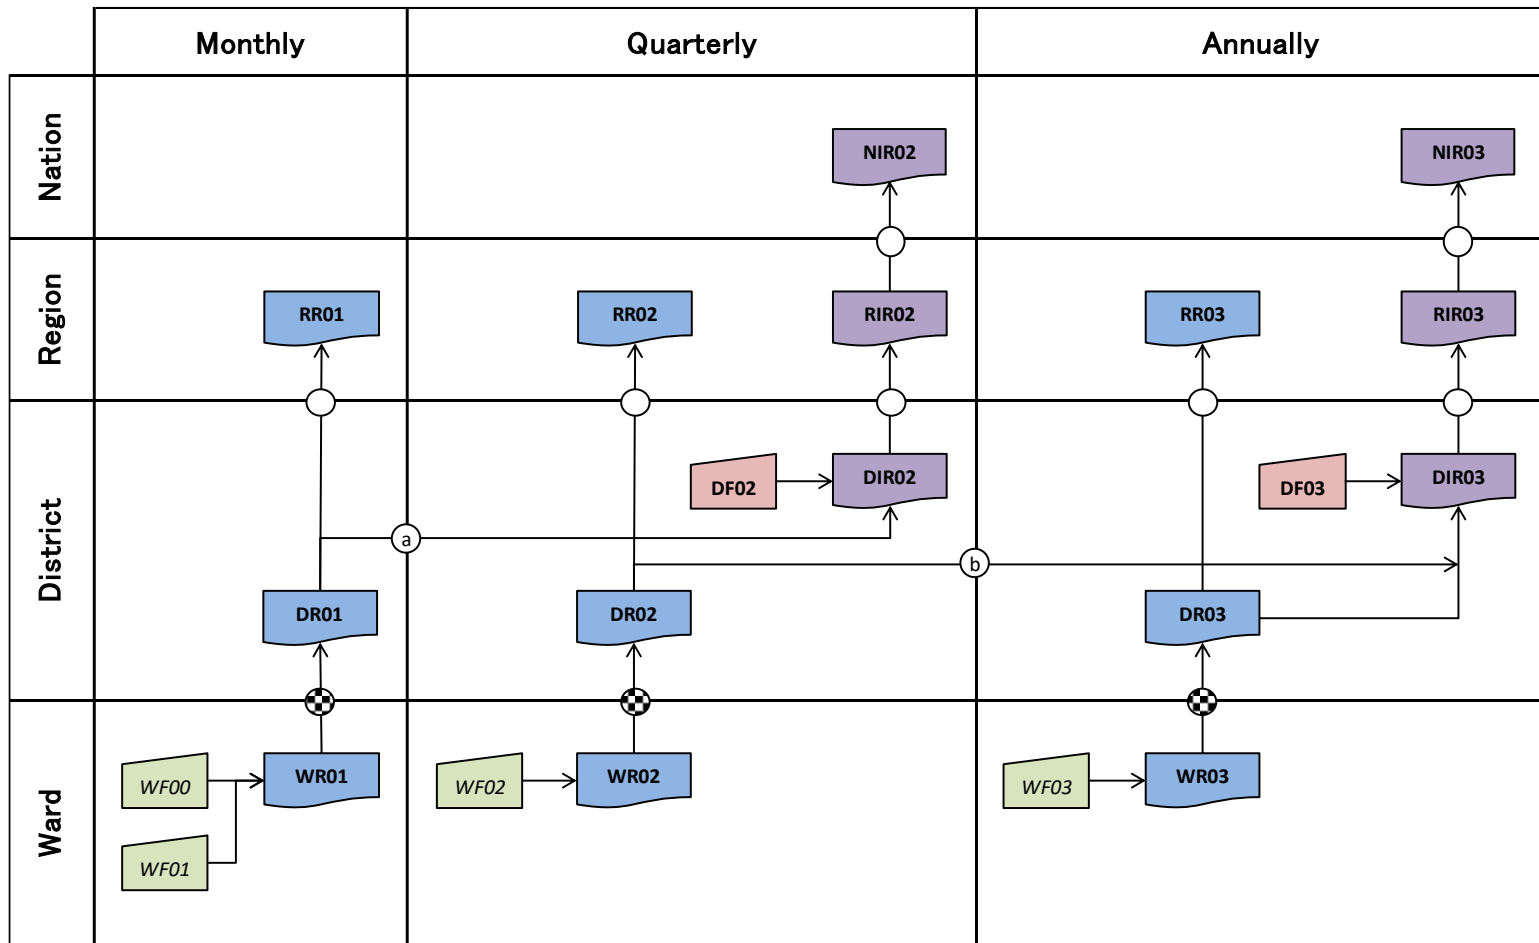 Monthly
Quarterly
Annually
Nation
NIR02
NIR03
Region
RR01
RR02
RIR02
RR03
RIR03
District
DF02
DIR02
DF03
DIR03
a
b
DR01
DR02
DR03
Ward
WF00
WR01
WF02
WR02
WF03
WR03
WF01